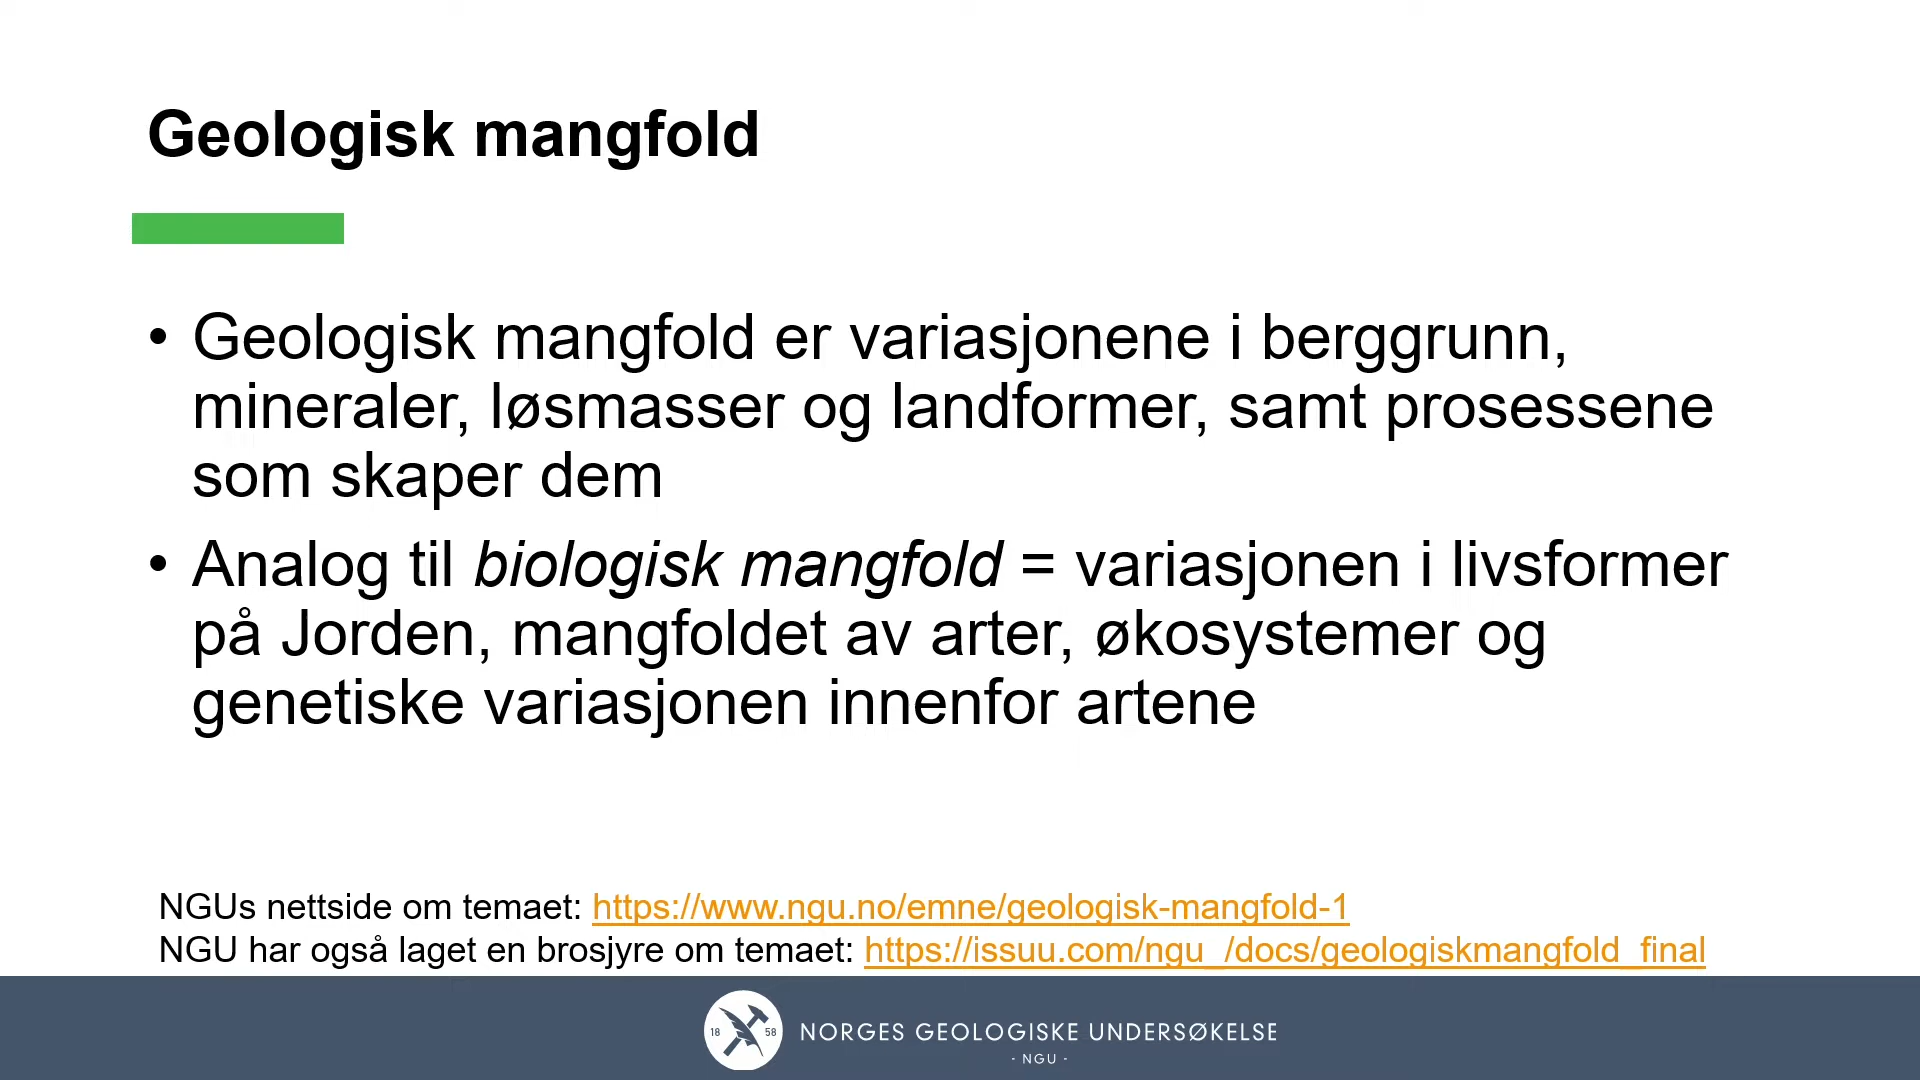 Geologisk mangfold
• Geologisk mangfold er variasjonene i berggrunn,
mineraler, løsmasser og landformer, samt prosessene
som skaper dem
• Analog til biologisk mangfold = variasjonen i livsformer
på Jorden, mangfoldet av arter, økosystemer og
genetiske variasjonen innenfor artene
NGUs nettside om temaet: https://www.ngu.no/emne/geologisk-mangfold-1
NGU har også laget en brosjyre om temaet: https://issuu.com/ngu_/docs/geologiskmangfold_final
18 58 NORGES GEOLOGISKE UNDERSØKELSE
- NGU -